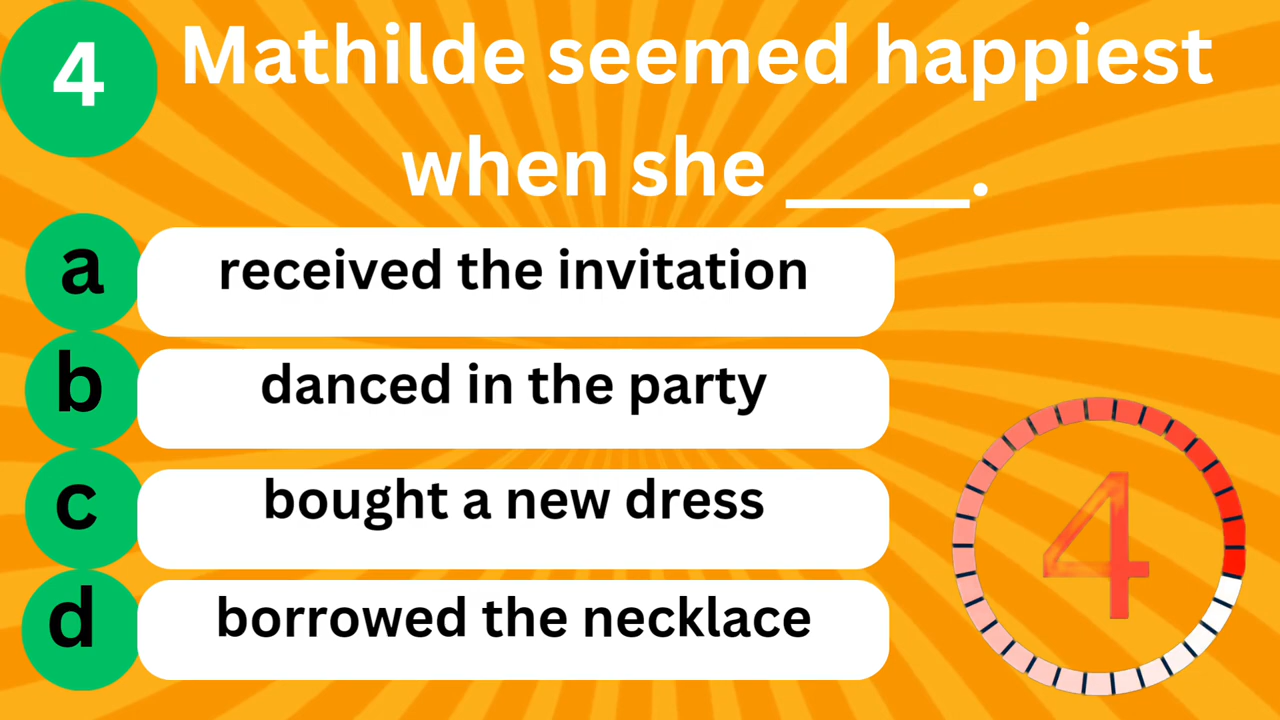 4
Mathilde seemed happiest
when she _____.
a
received the invitation
b
danced in the party
c
bought a new dress
d
borrowed the necklace
4